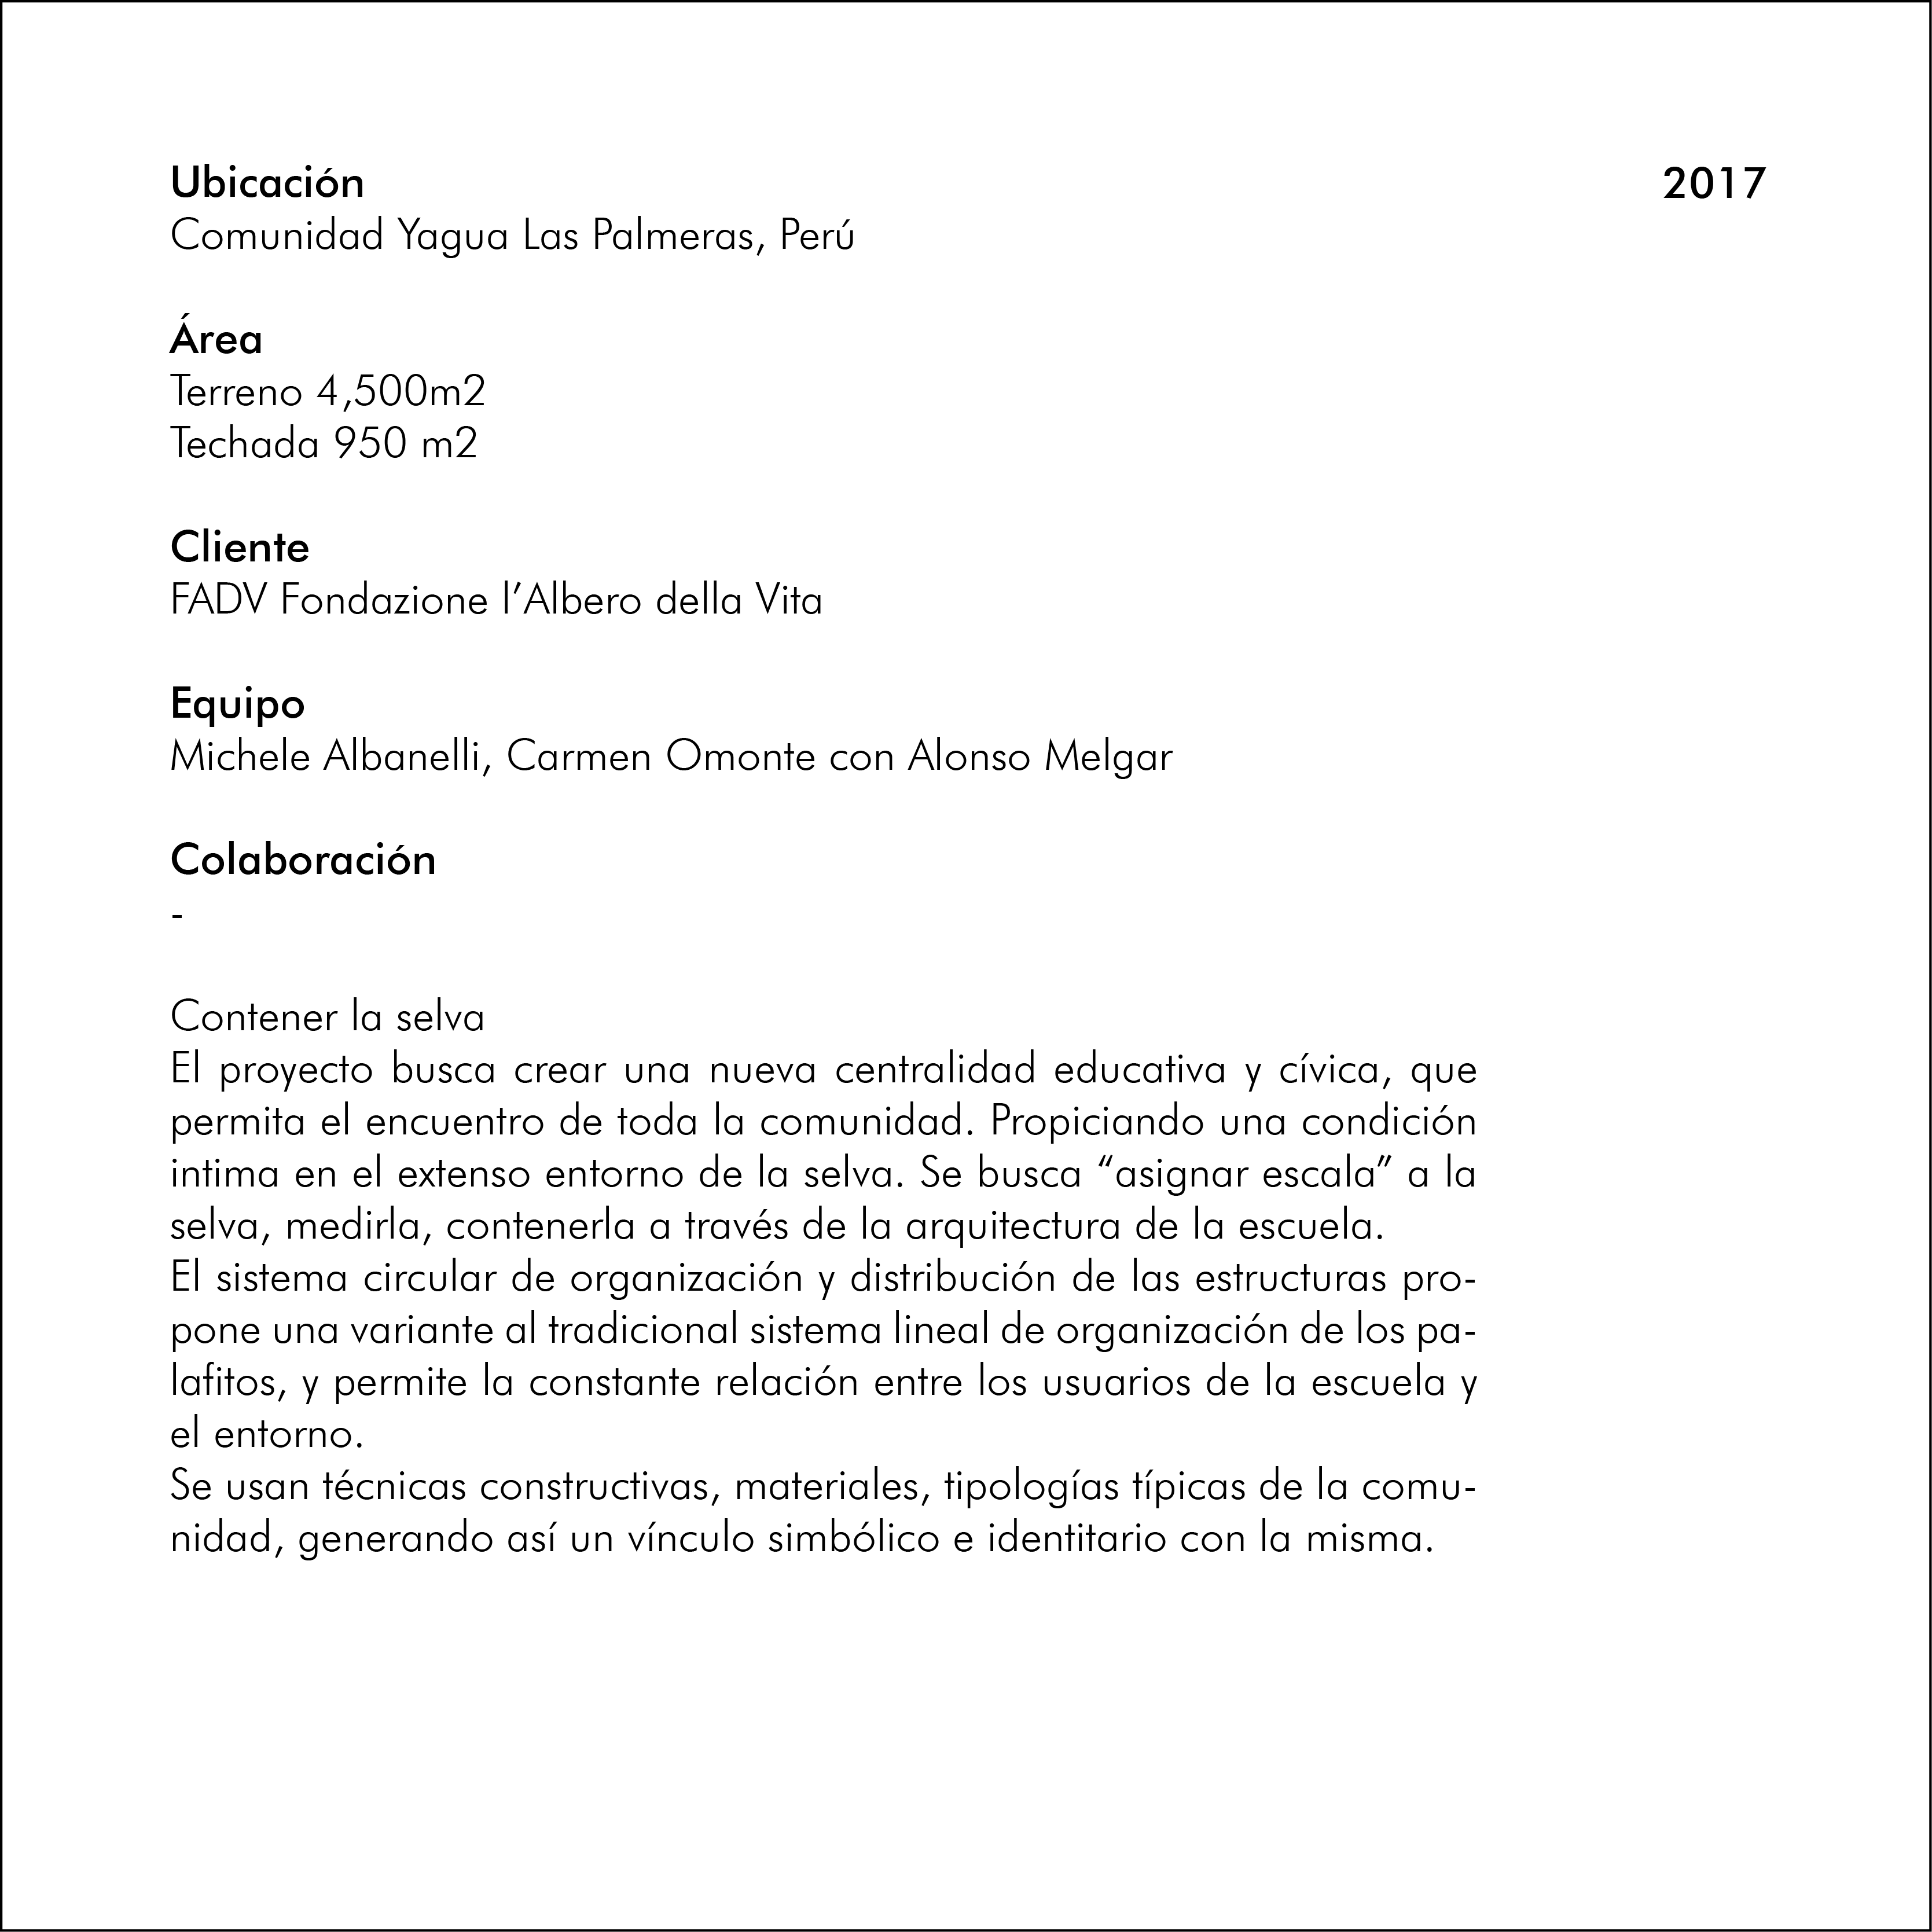 Ubicación
2017
Comunidad Yagua Las Palmeras, Perú
Área
Terreno 4,500m2
Techada 950 m2
Cliente
FADV Fondazione l’Albero della Vita
Equipo
Michele Albanelli, Carmen Omonte con Alonso Melgar
Colaboración
-
Contener la selva
El proyecto busca crear una nueva centralidad educativa y cívica, que
permita el encuentro de toda la comunidad. Propiciando una condición
intima en el extenso entorno de la selva. Se busca “asignar escala” a la
selva, medirla, contenerla a través de la arquitectura de la escuela.
El sistema circular de organización y distribución de las estructuras pro-
pone una variante al tradicional sistema lineal de organización de los pa-
lafitos, y permite la constante relación entre los usuarios de la escuela y
el entorno.
Se usan técnicas constructivas, materiales, tipologías típicas de la comu-
nidad, generando así un vínculo simbólico e identitario con la misma.